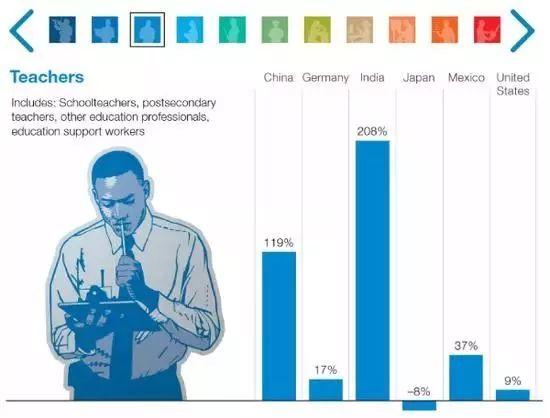 Teachers
Includes: Schoolteachers, postsecondary
teachers, other education professionals,
education support workers
China Germany India Japan Mexico United
States
208%
119%
37%
17%
9%
–8%